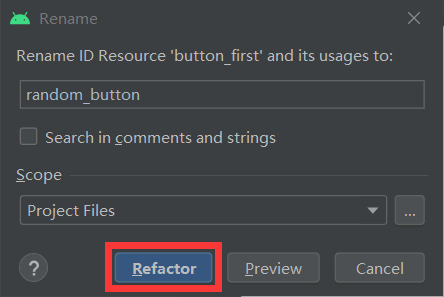 Rename
Rename ID Resource 'button_first' and its usages to:
random_button
Search in comments and strings
Scope
Project Files
...
?
Refactor
Preview
Cancel